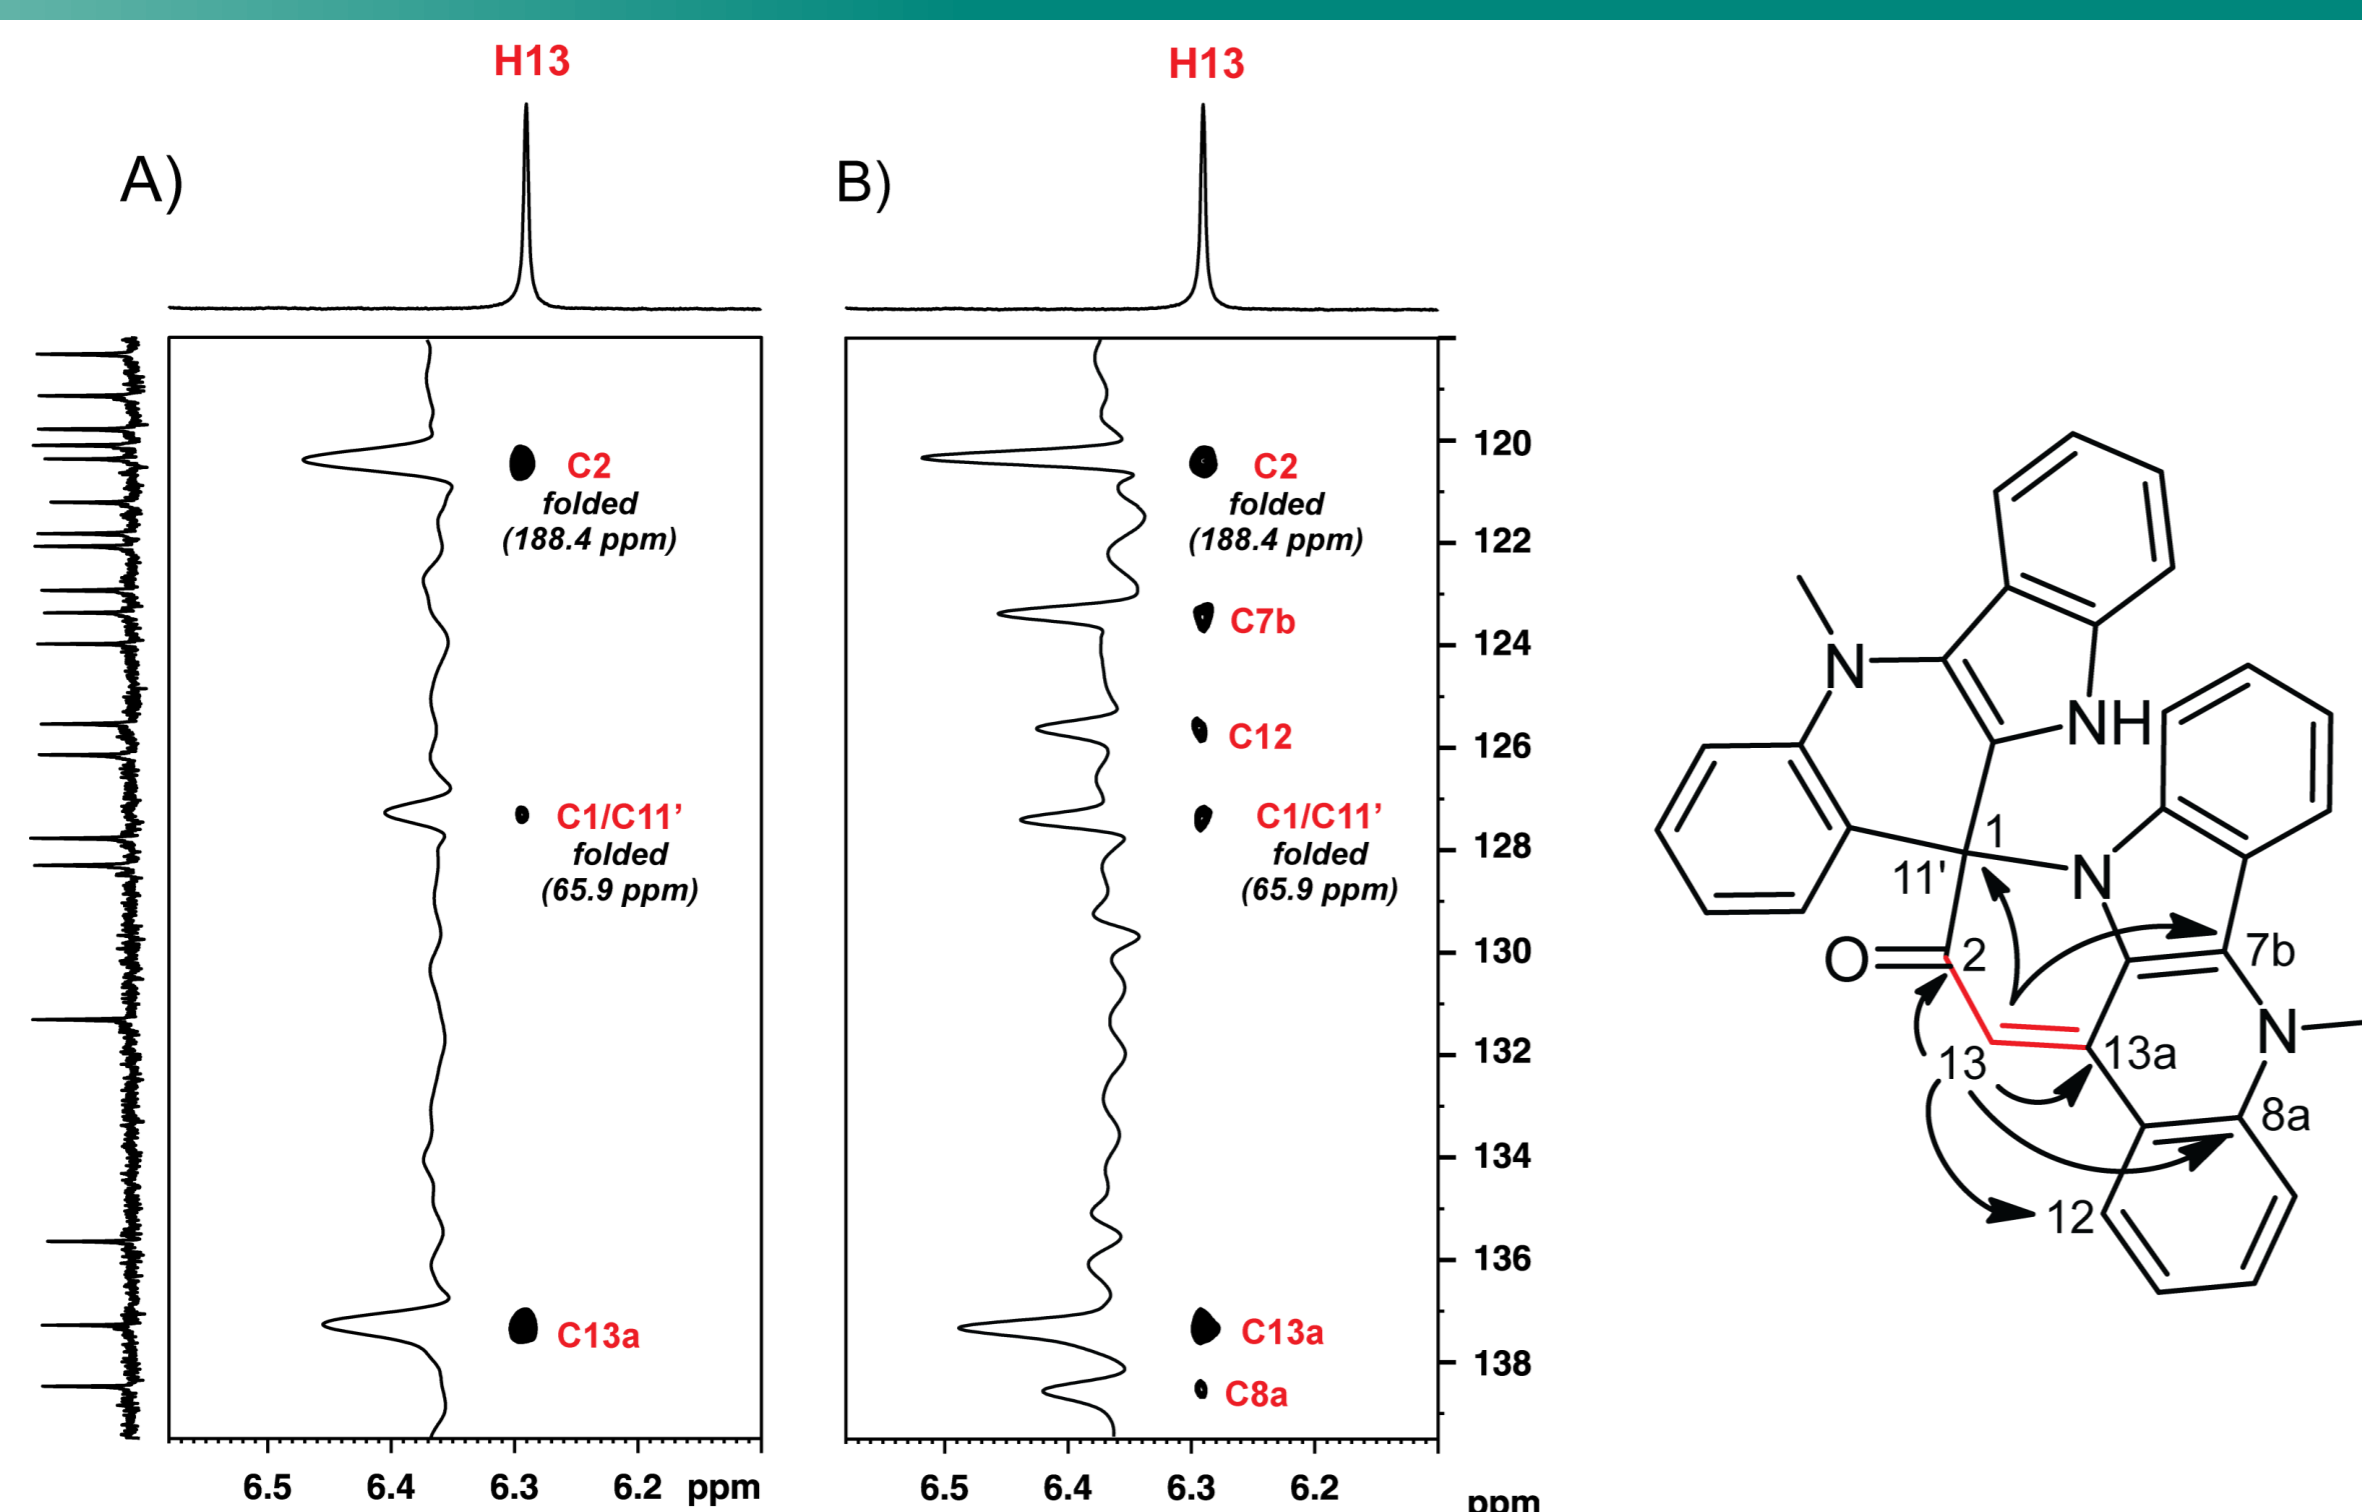 A)
H13
C2
folded
(188.4 ppm)
C1/C11’
folded
(65.9 ppm)
C13a
6.5 6.4 6.3 6.2 ppm
B)
H13
C2
folded
(188.4 ppm)
C7b
C12
C1/C11’
folded
(65.9 ppm)
C13a
C8a
120
122
124
126
128
130
132
134
136
138
6.5 6.4 6.3 6.2 ppm
N
NH
1
11'
N
O
2
7b
N
13
13a
8a
12